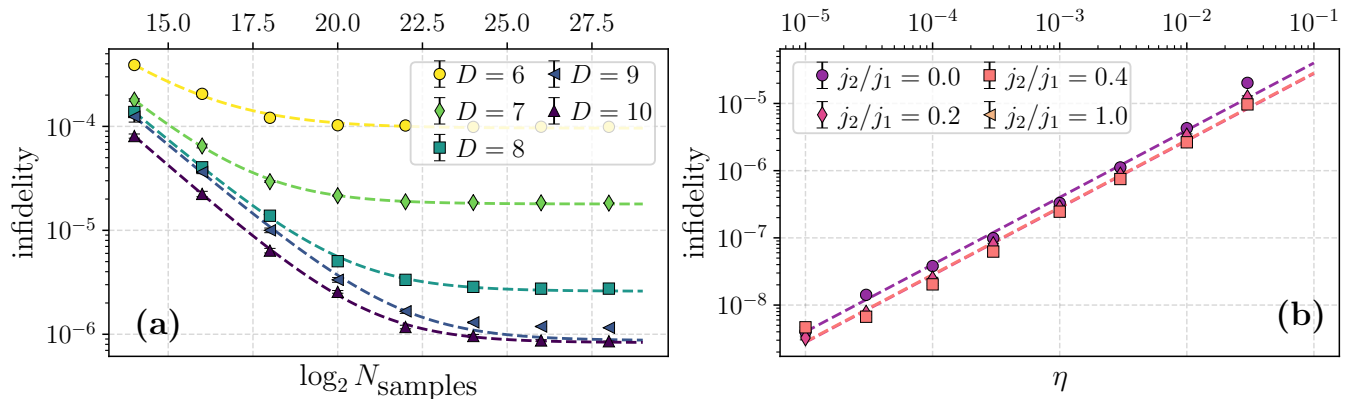 15.0 17.5 20.0 22.5 25.0 27.5
10⁻⁴
10⁻⁵
10⁻⁶
infidelity
D = 6
D = 7
D = 8
D = 9
D = 10
(a)
log₂ N_samples
10⁻⁵ 10⁻⁴ 10⁻³ 10⁻² 10⁻¹
10⁻⁵
10⁻⁶
10⁻⁷
10⁻⁸
infidelity
j₂/j₁ = 0.0
j₂/j₁ = 0.2
j₂/j₁ = 0.4
j₂/j₁ = 1.0
(b)
η